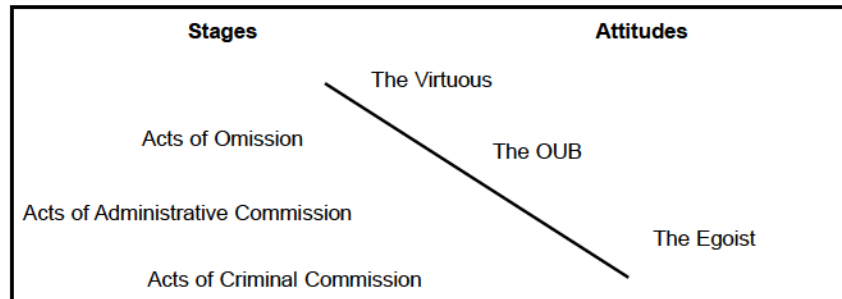 Stages Attitudes
The Virtuous
Acts of Omission
The OUB
Acts of Administrative Commission
The Egoist
Acts of Criminal Commission